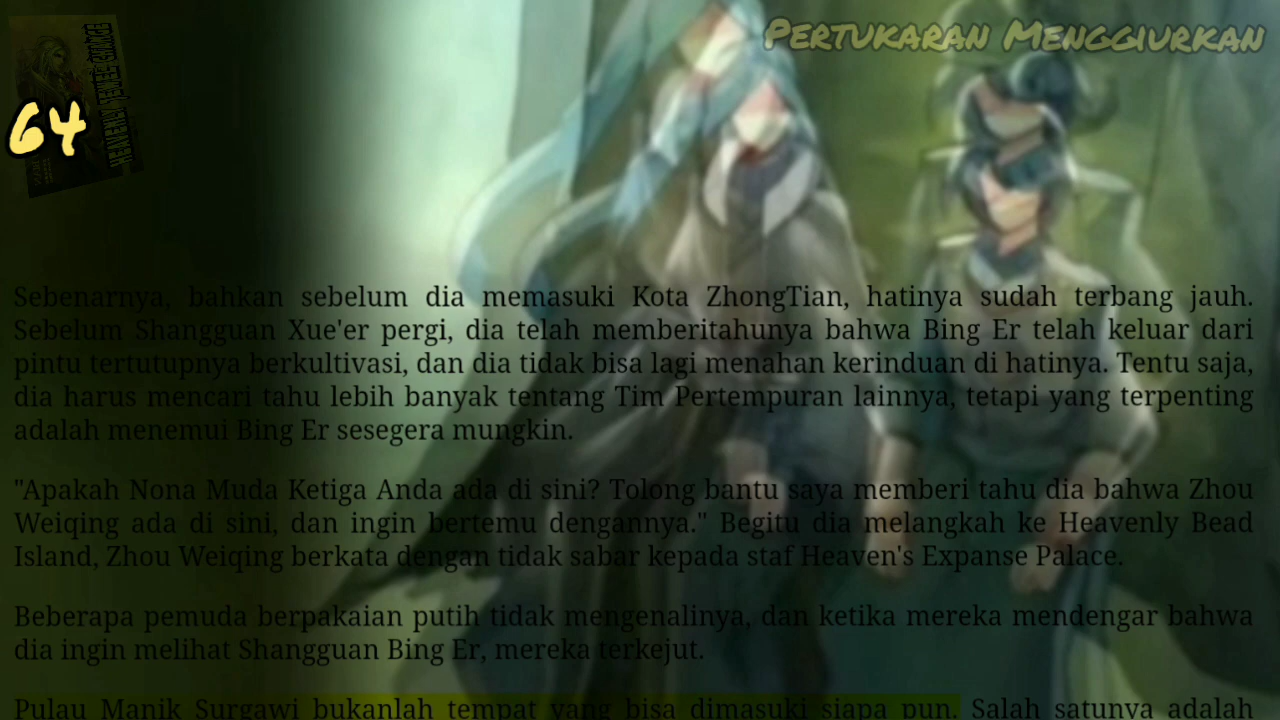 Pertukaran Menggiurkan
HEAVENLY JEWEL CHANGE
64
Sebenarnya, bahkan sebelum dia memasuki Kota ZhongTian, hatinya sudah terbang jauh.
Sebelum Shangguan Xue'er pergi, dia telah memberitahunya bahwa Bing Er telah keluar dari
pintu tertutupnya berkultivasi, dan dia tidak bisa lagi menahan kerinduan di hatinya. Tentu saja,
dia harus mencari tahu lebih banyak tentang Tim Pertempuran lainnya, tetapi yang terpenting
adalah menemui Bing Er sesegera mungkin.
"Apakah Nona Muda Ketiga Anda ada di sini? Tolong bantu saya memberi tahu dia bahwa Zhou
Weiqing ada di sini, dan ingin bertemu dengannya." Begitu dia melangkah ke Heavenly Bead
Island, Zhou Weiqing berkata dengan tidak sabar kepada staf Heaven's Expanse Palace.
Beberapa pemuda berpakaian putih tidak mengenalinya, dan ketika mereka mendengar bahwa
dia ingin melihat Shangguan Bing Er, mereka terkejut.
Pulau Manik Surgawi bukanlah tempat yang bisa dimasuki siapa pun. Salah satunya adalah